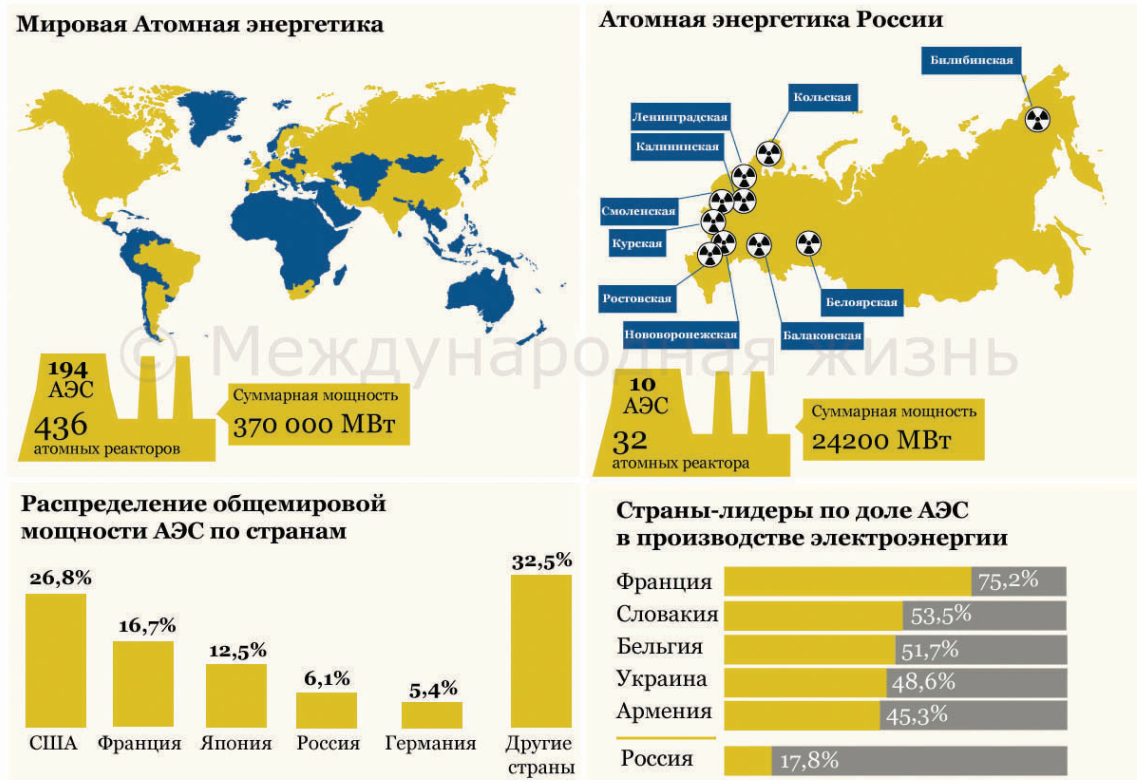 Мировая Атомная энергетика
194
АЭС
436
атомных реакторов
Суммарная мощность
370 000 МВт
Атомная энергетика России
Билибинская
Кольская
Ленинградская
Калининская
Смоленская
Курская
Ростовская
Нововоронежская
Балаковская
Белоярская
10
АЭС
32
атомных реактора
Суммарная мощность
24200 МВт
© Международная жизнь
Распределение общемировой
мощности АЭС по странам
26,8%
16,7%
12,5%
6,1%
5,4%
32,5%
США
Франция
Япония
Россия
Германия
Другие
страны
Страны-лидеры по доле АЭС
в производстве электроэнергии
Франция 75,2%
Словакия 53,5%
Бельгия 51,7%
Украина 48,6%
Армения 45,3%
Россия 17,8%